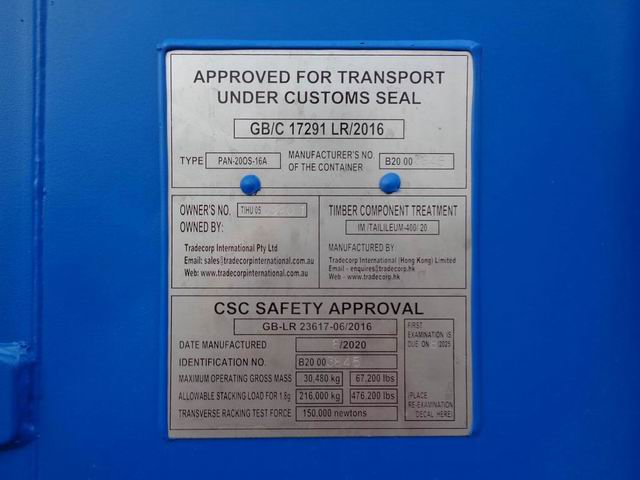 APPROVED FOR TRANSPORT
UNDER CUSTOMS SEAL
GB/C 17291 LR/2016
TYPE PAN-20OS-16A
MANUFACTURER'S NO.
OF THE CONTAINER
B20 00
OWNER'S NO. TIHU 05
OWNED BY:
Tradecorp International Pty Ltd
Email: sales@tradecorpinternational.com.au
Web: www.tradecorpinternational.com.au
TIMBER COMPONENT TREATMENT
IM /TAILILEUM-400/ 20
MANUFACTURED BY
Tradecorp International (Hong Kong) Limited
Email - enquires@tradecorp.hk
Web - www.tradecorp.hk
CSC SAFETY APPROVAL
GB-LR 23617-06/2016
DATE MANUFACTURED /2020
IDENTIFICATION NO. B20 00
MAXIMUM OPERATING GROSS MASS 30,480 kg 67,200 lbs
ALLOWABLE STACKING LOAD FOR 1.8g 216,000 kg 476,200 lbs
TRANSVERSE RACKING TEST FORCE 150,000 newtons
FIRST
EXAMINATION IS
DUE ON /2025
(PLACE
RE-EXAMINATION
DECAL HERE)